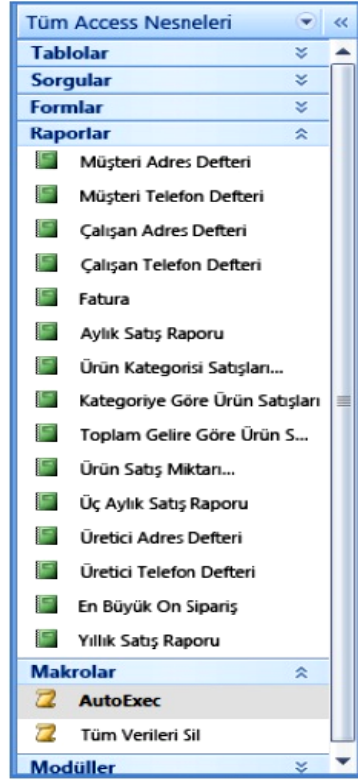 Tüm Access Nesneleri
Tablolar
Sorgular
Formlar
Raporlar
Müşteri Adres Defteri
Müşteri Telefon Defteri
Çalışan Adres Defteri
Çalışan Telefon Defteri
Fatura
Aylık Satış Raporu
Ürün Kategorisi Satışları...
Kategoriye Göre Ürün Satışları
Toplam Gelire Göre Ürün S...
Ürün Satış Miktarı...
Üç Aylık Satış Raporu
Üretici Adres Defteri
Üretici Telefon Defteri
En Büyük On Sipariş
Yıllık Satış Raporu
Makrolar
AutoExec
Tüm Verileri Sil
Modüller